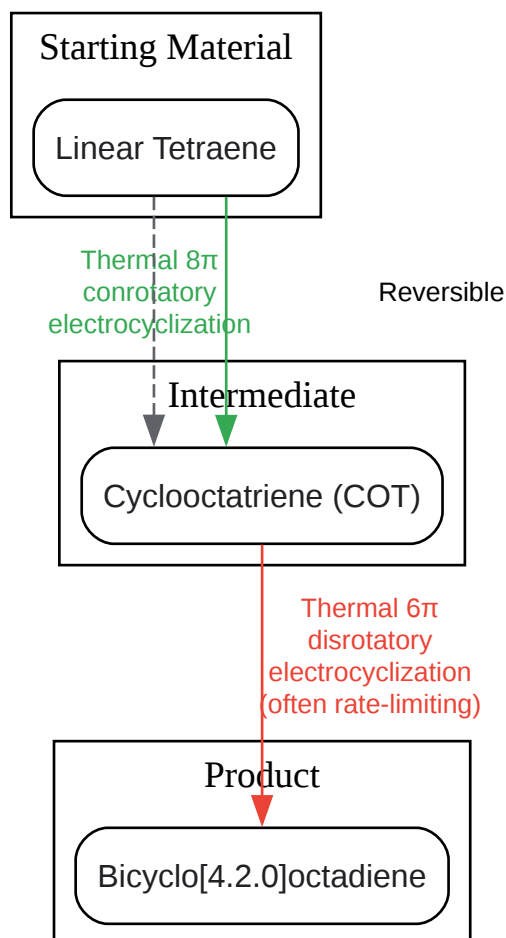 Starting Material
Linear Tetraene
Thermal 8π
conrotatory
electrocyclization
Reversible
Intermediate
Cyclooctatriene (COT)
Thermal 6π
disrotatory
electrocyclization
(often rate-limiting)
Product
Bicyclo[4.2.0]octadiene